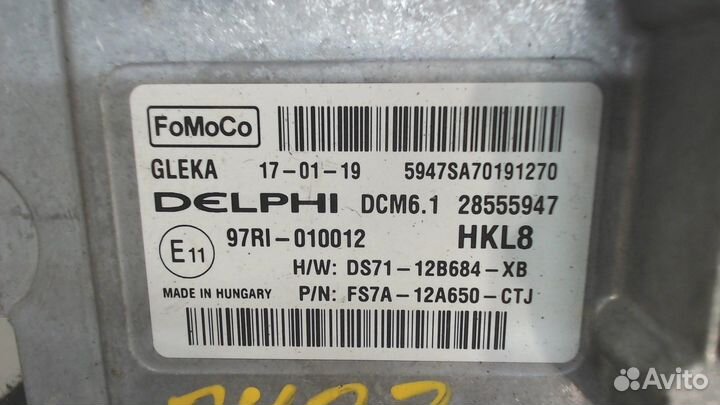 FoMoCo
GLEKA 17-01-19 5947SA70191270
DELPHI DCM6.1 28555947
E11 97RI-010012 HKL8
H/W: DS71-12B684-XB
MADE IN HUNGARY P/N: FS7A-12A650-CTJ
Avito